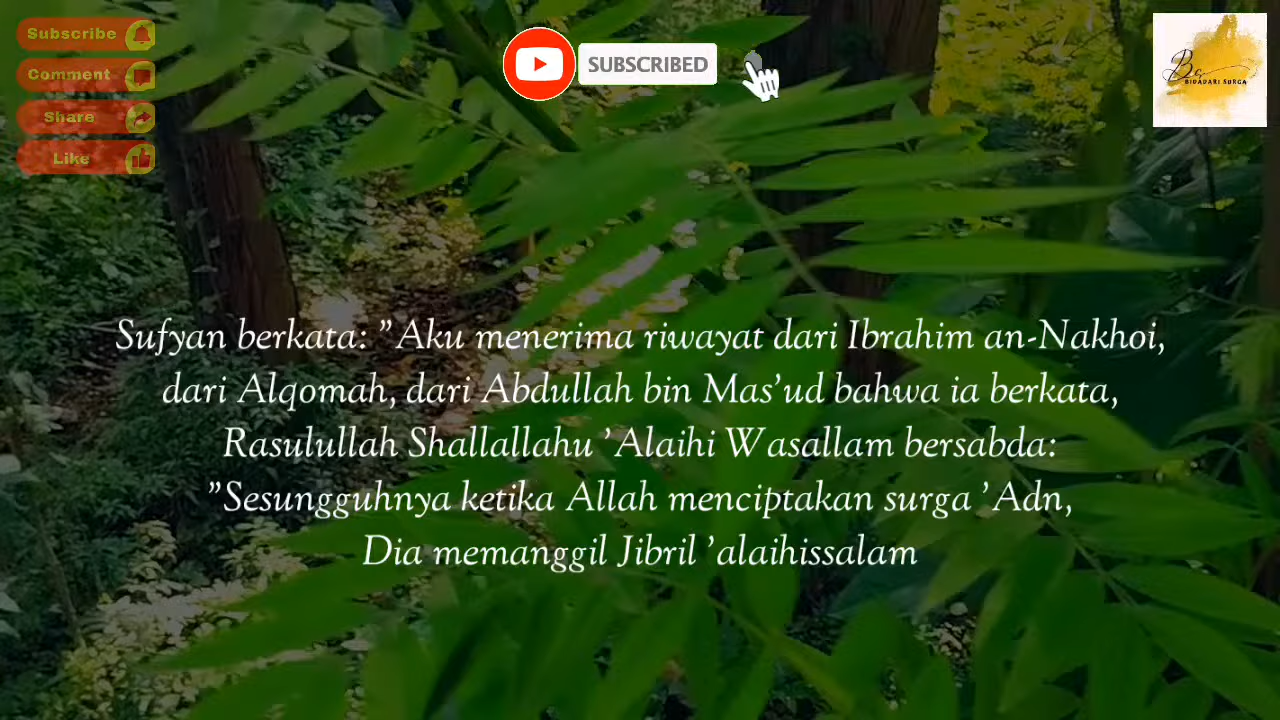 Subscribe
Comment
Share
Like
SUBSCRIBED
Bs
BIDADARI SURGA
Sufyan berkata: ”Aku menerima riwayat dari Ibrahim an-Nakhoi,
dari Alqomah, dari Abdullah bin Mas’ud bahwa ia berkata,
Rasulullah Shallallahu ’Alaihi Wasallam bersabda:
”Sesungguhnya ketika Allah menciptakan surga ’Adn,
Dia memanggil Jibril ’alaihissalam